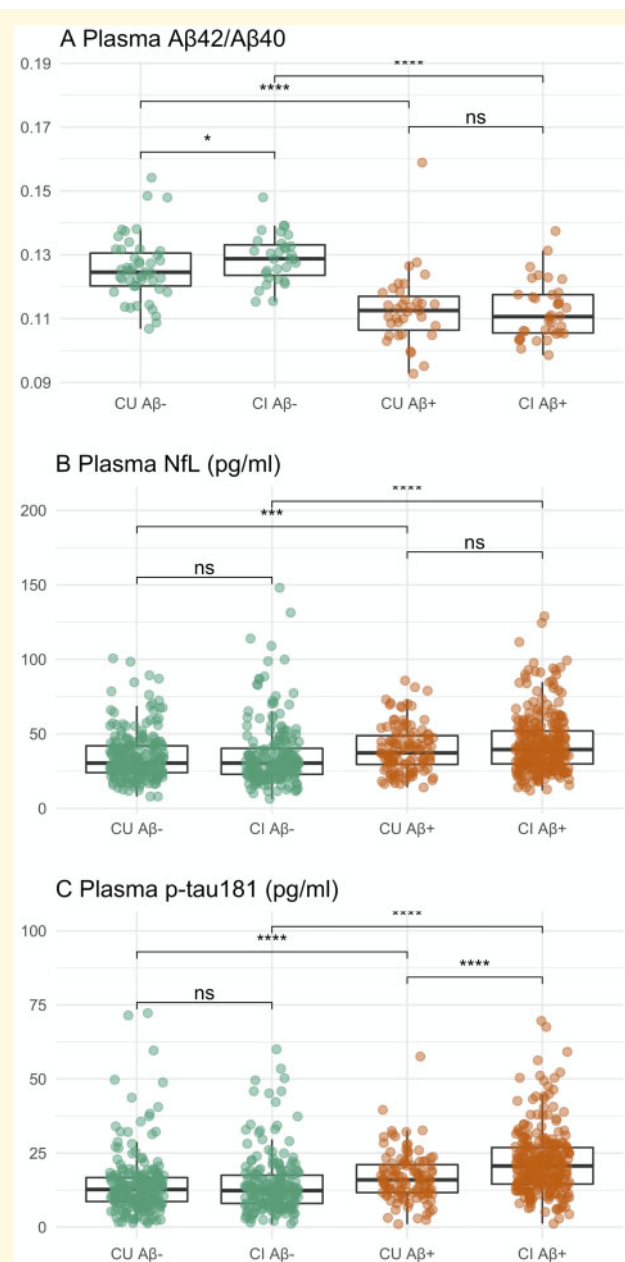 A Plasma Aβ42/Aβ40
0.19
****
****
0.17
ns
*
0.15
0.13
0.11
0.09
CU Aβ- CI Aβ- CU Aβ+ CI Aβ+
B Plasma NfL (pg/ml)
200
****
***
ns
ns
150
100
50
0
CU Aβ- CI Aβ- CU Aβ+ CI Aβ+
C Plasma p-tau181 (pg/ml)
100
****
****
****
ns
75
50
25
0
CU Aβ- CI Aβ- CU Aβ+ CI Aβ+